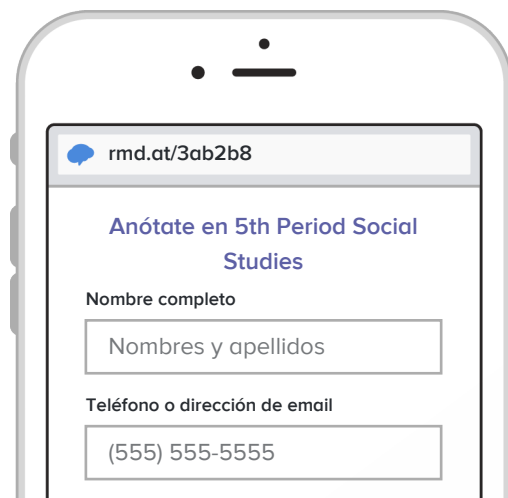 rmd.at/3ab2b8
Anótate en 5th Period Social
Studies
Nombre completo
Nombres y apellidos
Teléfono o dirección de email
(555) 555-5555